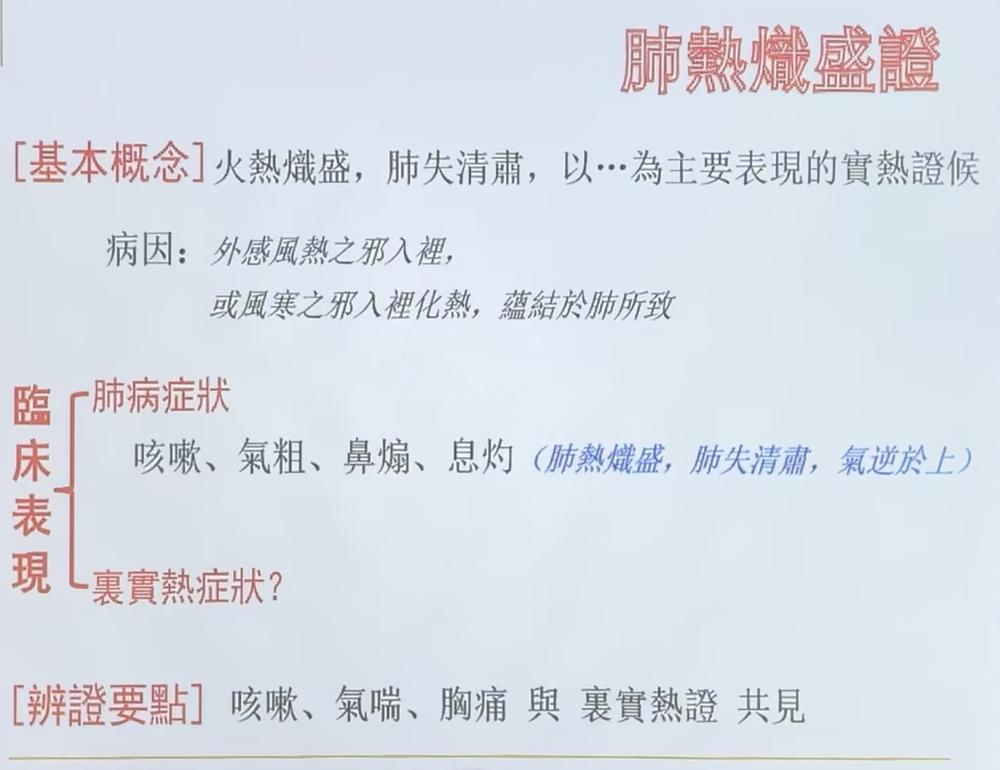 肺熱熾盛證
[基本概念]火熱熾盛，肺失清肅，以…為主要表現的實熱證候
病因：外感風熱之邪入裡，
或風寒之邪入裡化熱，蘊結於肺所致
臨床表現
肺病症狀
咳嗽、氣粗、鼻煽、息灼（肺熱熾盛，肺失清肅，氣逆於上）
裏實熱症狀？
[辨證要點] 咳嗽、氣喘、胸痛 與 裏實熱證 共見